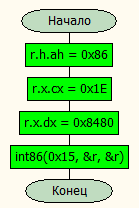 Начало
r.h.ah = 0x86
r.x.cx = 0x1E
r.x.dx = 0x8480
int86(0x15, &r, &r)
Конец